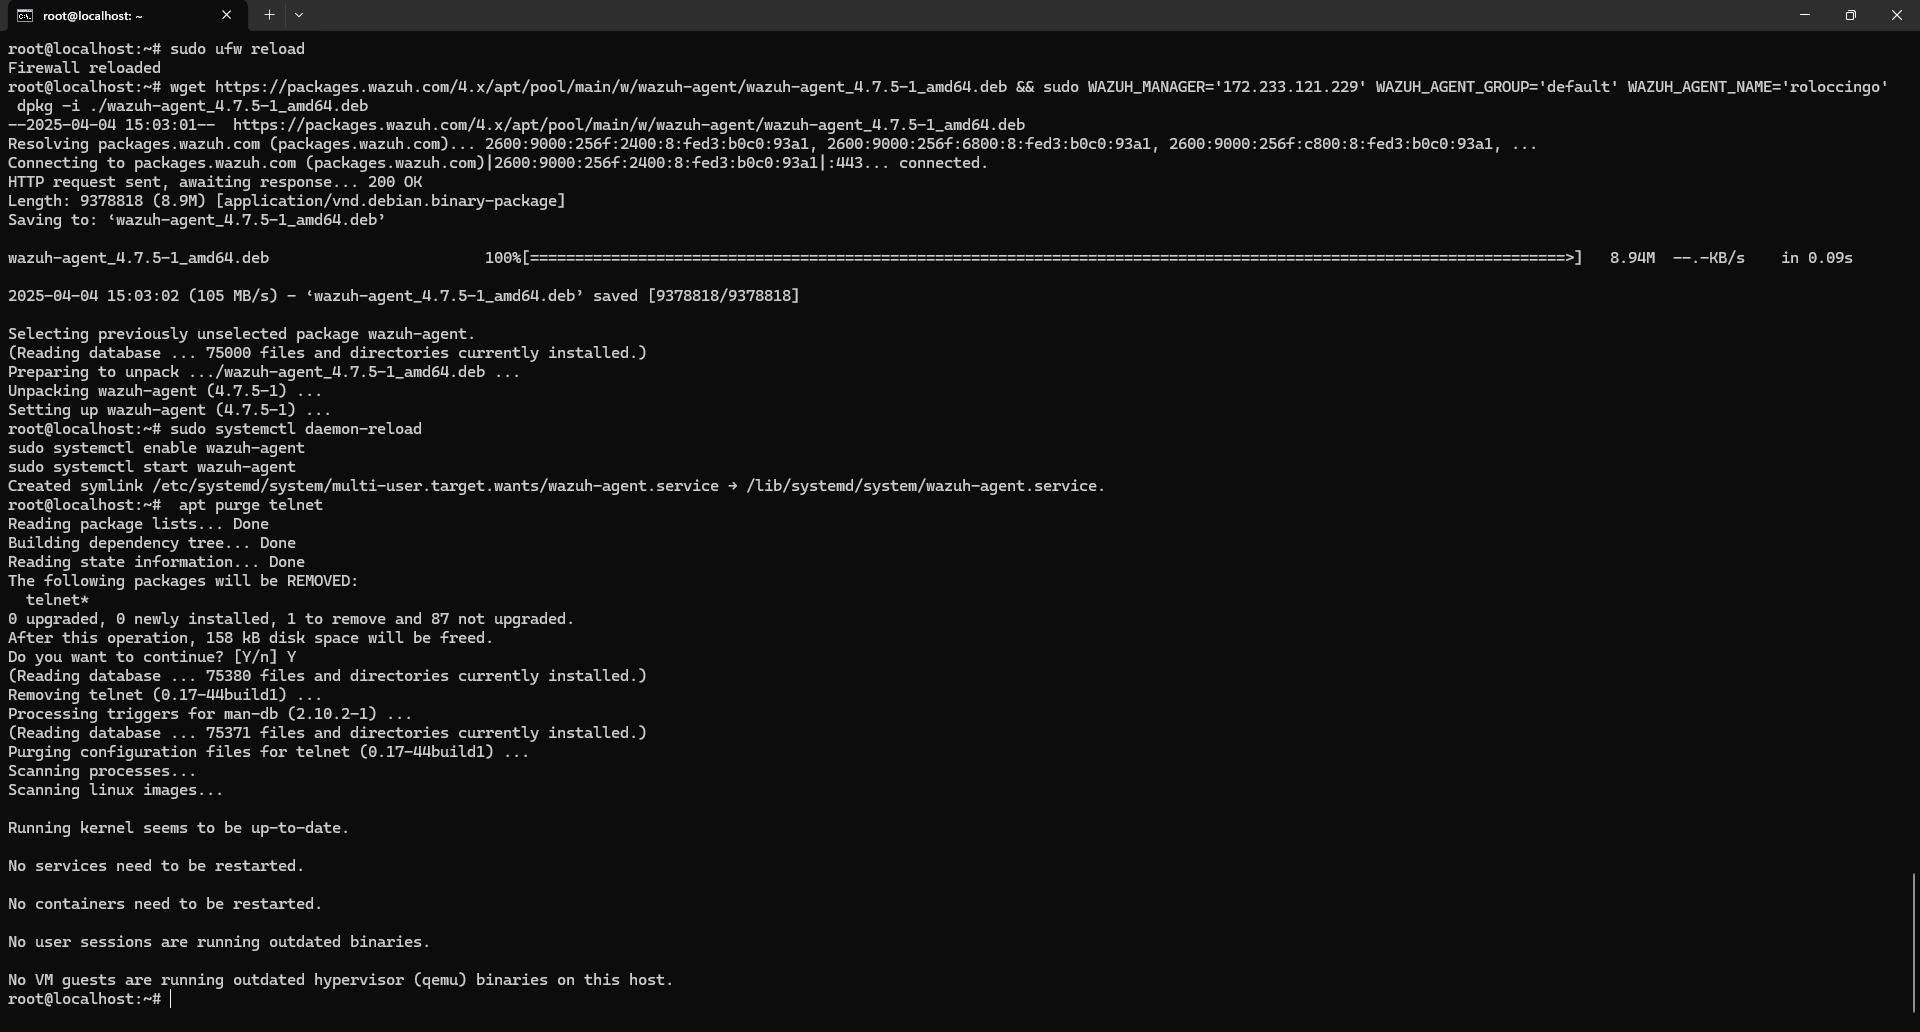 root@localhost: ~
root@localhost:~# sudo ufw reload
Firewall reloaded
root@localhost:~# wget https://packages.wazuh.com/4.x/apt/pool/main/w/wazuh-agent/wazuh-agent_4.7.5-1_amd64.deb && sudo WAZUH_MANAGER='172.233.121.229' WAZUH_AGENT_GROUP='default' WAZUH_AGENT_NAME='roloccingo'
 dpkg -i ./wazuh-agent_4.7.5-1_amd64.deb
--2025-04-04 15:03:01--  https://packages.wazuh.com/4.x/apt/pool/main/w/wazuh-agent/wazuh-agent_4.7.5-1_amd64.deb
Resolving packages.wazuh.com (packages.wazuh.com)... 2600:9000:256f:2400:8:fed3:b0c0:93a1, 2600:9000:256f:6800:8:fed3:b0c0:93a1, 2600:9000:256f:c800:8:fed3:b0c0:93a1, ...
Connecting to packages.wazuh.com (packages.wazuh.com)|2600:9000:256f:2400:8:fed3:b0c0:93a1|:443... connected.
HTTP request sent, awaiting response... 200 OK
Length: 9378818 (8.9M) [application/vnd.debian.binary-package]
Saving to: ‘wazuh-agent_4.7.5-1_amd64.deb’
wazuh-agent_4.7.5-1_amd64.deb                        100%[===================================================================================================================>]   8.94M  --.-KB/s    in 0.09s
2025-04-04 15:03:02 (105 MB/s) - ‘wazuh-agent_4.7.5-1_amd64.deb’ saved [9378818/9378818]
Selecting previously unselected package wazuh-agent.
(Reading database ... 75000 files and directories currently installed.)
Preparing to unpack .../wazuh-agent_4.7.5-1_amd64.deb ...
Unpacking wazuh-agent (4.7.5-1) ...
Setting up wazuh-agent (4.7.5-1) ...
root@localhost:~# sudo systemctl daemon-reload
sudo systemctl enable wazuh-agent
sudo systemctl start wazuh-agent
Created symlink /etc/systemd/system/multi-user.target.wants/wazuh-agent.service → /lib/systemd/system/wazuh-agent.service.
root@localhost:~#  apt purge telnet
Reading package lists... Done
Building dependency tree... Done
Reading state information... Done
The following packages will be REMOVED:
  telnet*
0 upgraded, 0 newly installed, 1 to remove and 87 not upgraded.
After this operation, 158 kB disk space will be freed.
Do you want to continue? [Y/n] Y
(Reading database ... 75380 files and directories currently installed.)
Removing telnet (0.17-44build1) ...
Processing triggers for man-db (2.10.2-1) ...
(Reading database ... 75371 files and directories currently installed.)
Purging configuration files for telnet (0.17-44build1) ...
Scanning processes...
Scanning linux images...
Running kernel seems to be up-to-date.
No services need to be restarted.
No containers need to be restarted.
No user sessions are running outdated binaries.
No VM guests are running outdated hypervisor (qemu) binaries on this host.
root@localhost:~#